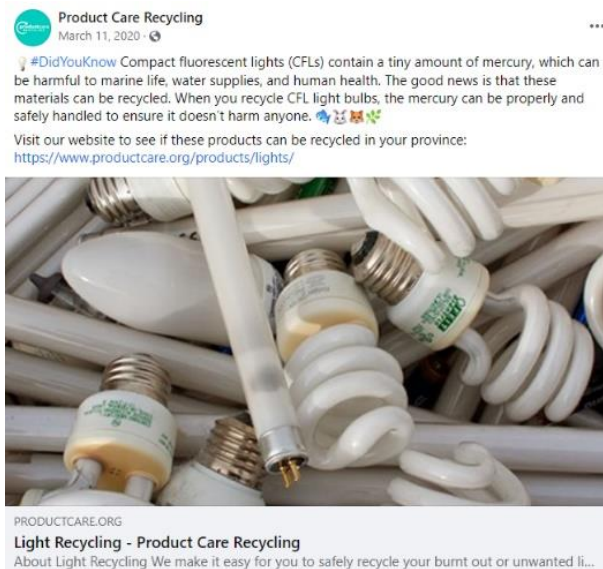 Product Care Recycling
March 11, 2020 ·
💡 #DidYouKnow Compact fluorescent lights (CFLs) contain a tiny amount of mercury, which can
be harmful to marine life, water supplies, and human health. The good news is that these
materials can be recycled. When you recycle CFL light bulbs, the mercury can be properly and
safely handled to ensure it doesn't harm anyone. 🐬🐰🦊🌿
Visit our website to see if these products can be recycled in your province:
https://www.productcare.org/products/lights/
PRODUCTCARE.ORG
Light Recycling - Product Care Recycling
About Light Recycling We make it easy for you to safely recycle your burnt out or unwanted li...